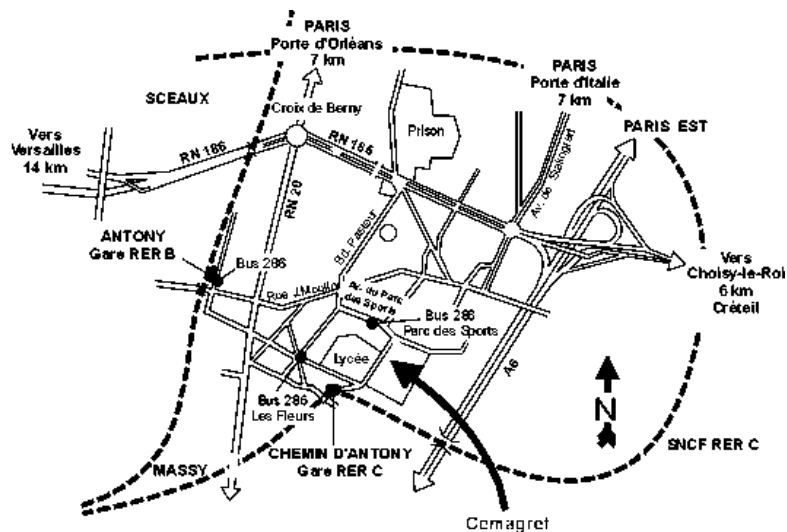 PARIS
Porte d'Orléans
7 km
PARIS
Porte d'Italie
7 km
SCEAUX
Croix de Berny
Prison
PARIS EST
Vers
Versailles
14 km
RN 186
RN 186
RN 20
Av. de Stalingrad
Bd. Pasteur
ANTONY
Gare RER B
Bus 286
Rue J.Moulin
Av. du Parc
des Sports
Bus 286
Parc des Sports
Vers
Choisy-le-Roi
6 km
Créteil
Lycée
A6
N
Bus 286
Les Fleurs
CHEMIN D'ANTONY
Gare RER C
MASSY
SNCF RER C
Cemagref